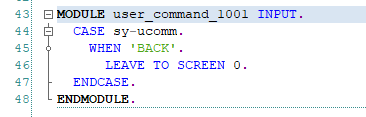 43 MODULE user_command_1001 INPUT.
44 CASE sy-ucomm.
45 WHEN 'BACK'.
46 LEAVE TO SCREEN 0.
47 ENDCASE.
48 ENDMODULE.